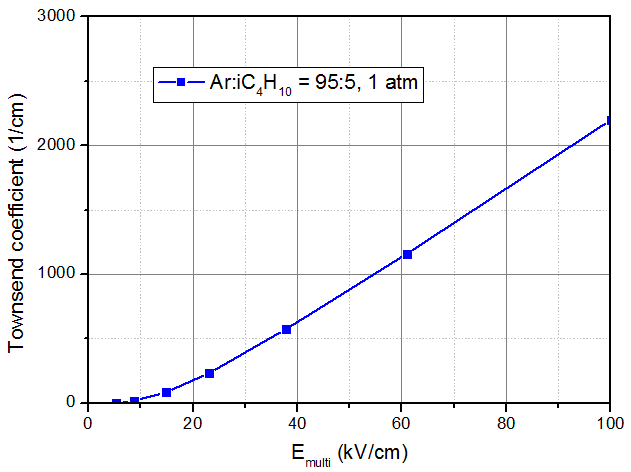 3000
Ar:iC₄H₁₀ = 95:5, 1 atm
2000
Townsend coefficient (1/cm)
1000
0
0 20 40 60 80 100
E_multi (kV/cm)